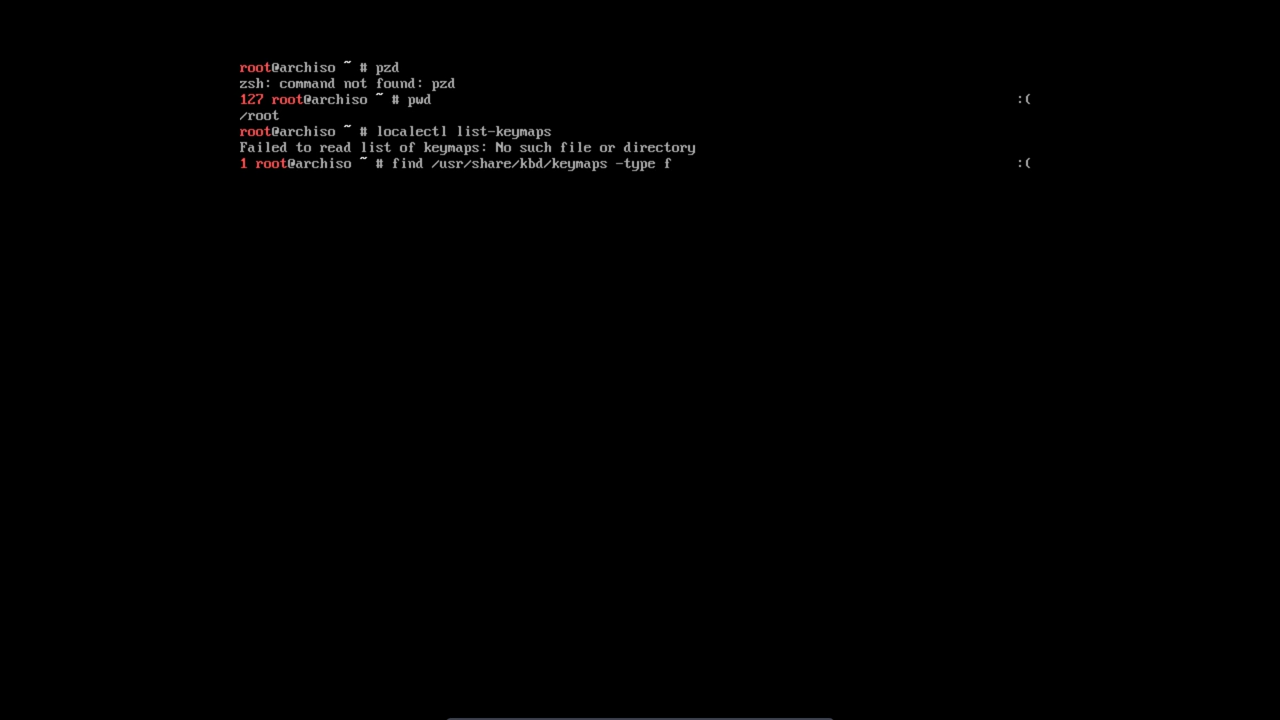 root@archiso ~ # pzd
zsh: command not found: pzd
127 root@archiso ~ # pwd :(
/root
root@archiso ~ # localectl list-keymaps
Failed to read list of keymaps: No such file or directory
1 root@archiso ~ # find /usr/share/kbd/keymaps -type f :(